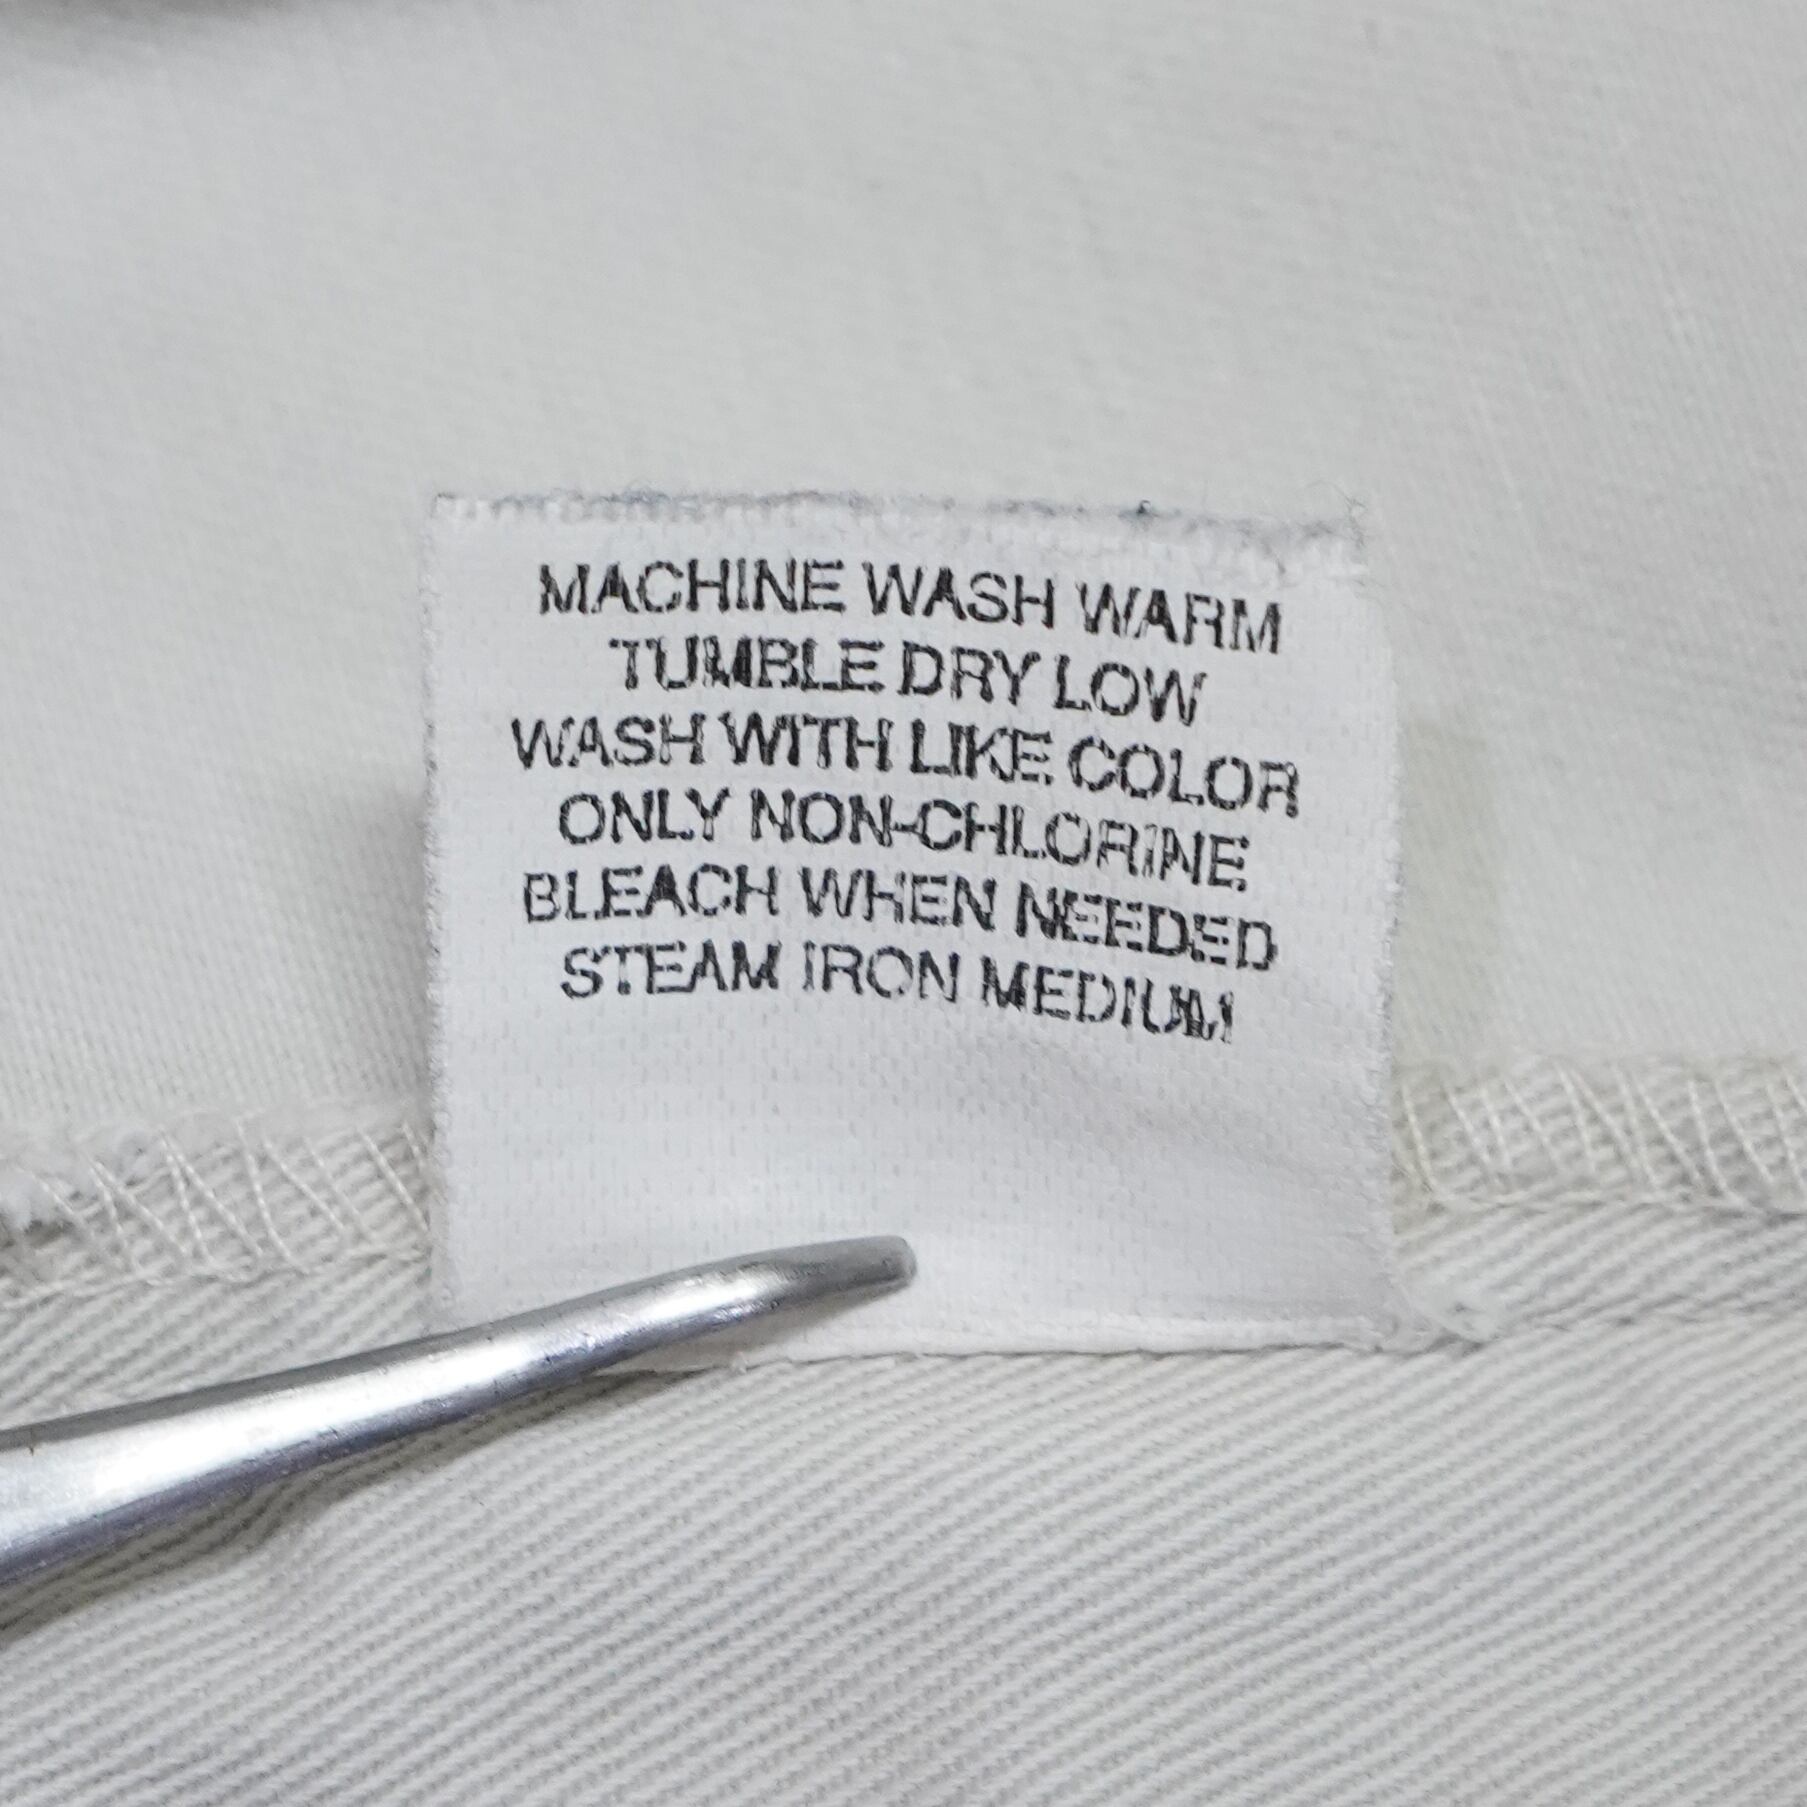 MACHINE WASH WARM
TUMBLE DRY LOW
WASH WITH LIKE COLOR
ONLY NON-CHLORINE
BLEACH WHEN NEEDED
STEAM IRON MEDIUM